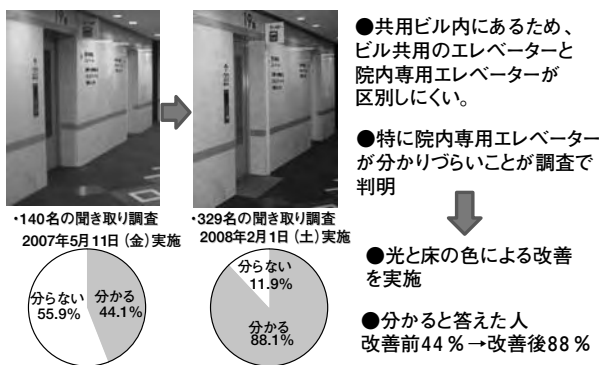 19階
・140名の聞き取り調査
2007年5月11日(金)実施
分らない
55.9%
分かる
44.1%
・329名の聞き取り調査
2008年2月1日(土)実施
分らない
11.9%
分かる
88.1%
●共用ビル内にあるため、
ビル共用のエレベーターと
院内専用エレベーターが
区別しにくい。
●特に院内専用エレベーター
が分かりづらいことが調査で
判明
●光と床の色による改善
を実施
●分かると答えた人
改善前44%→改善後88%